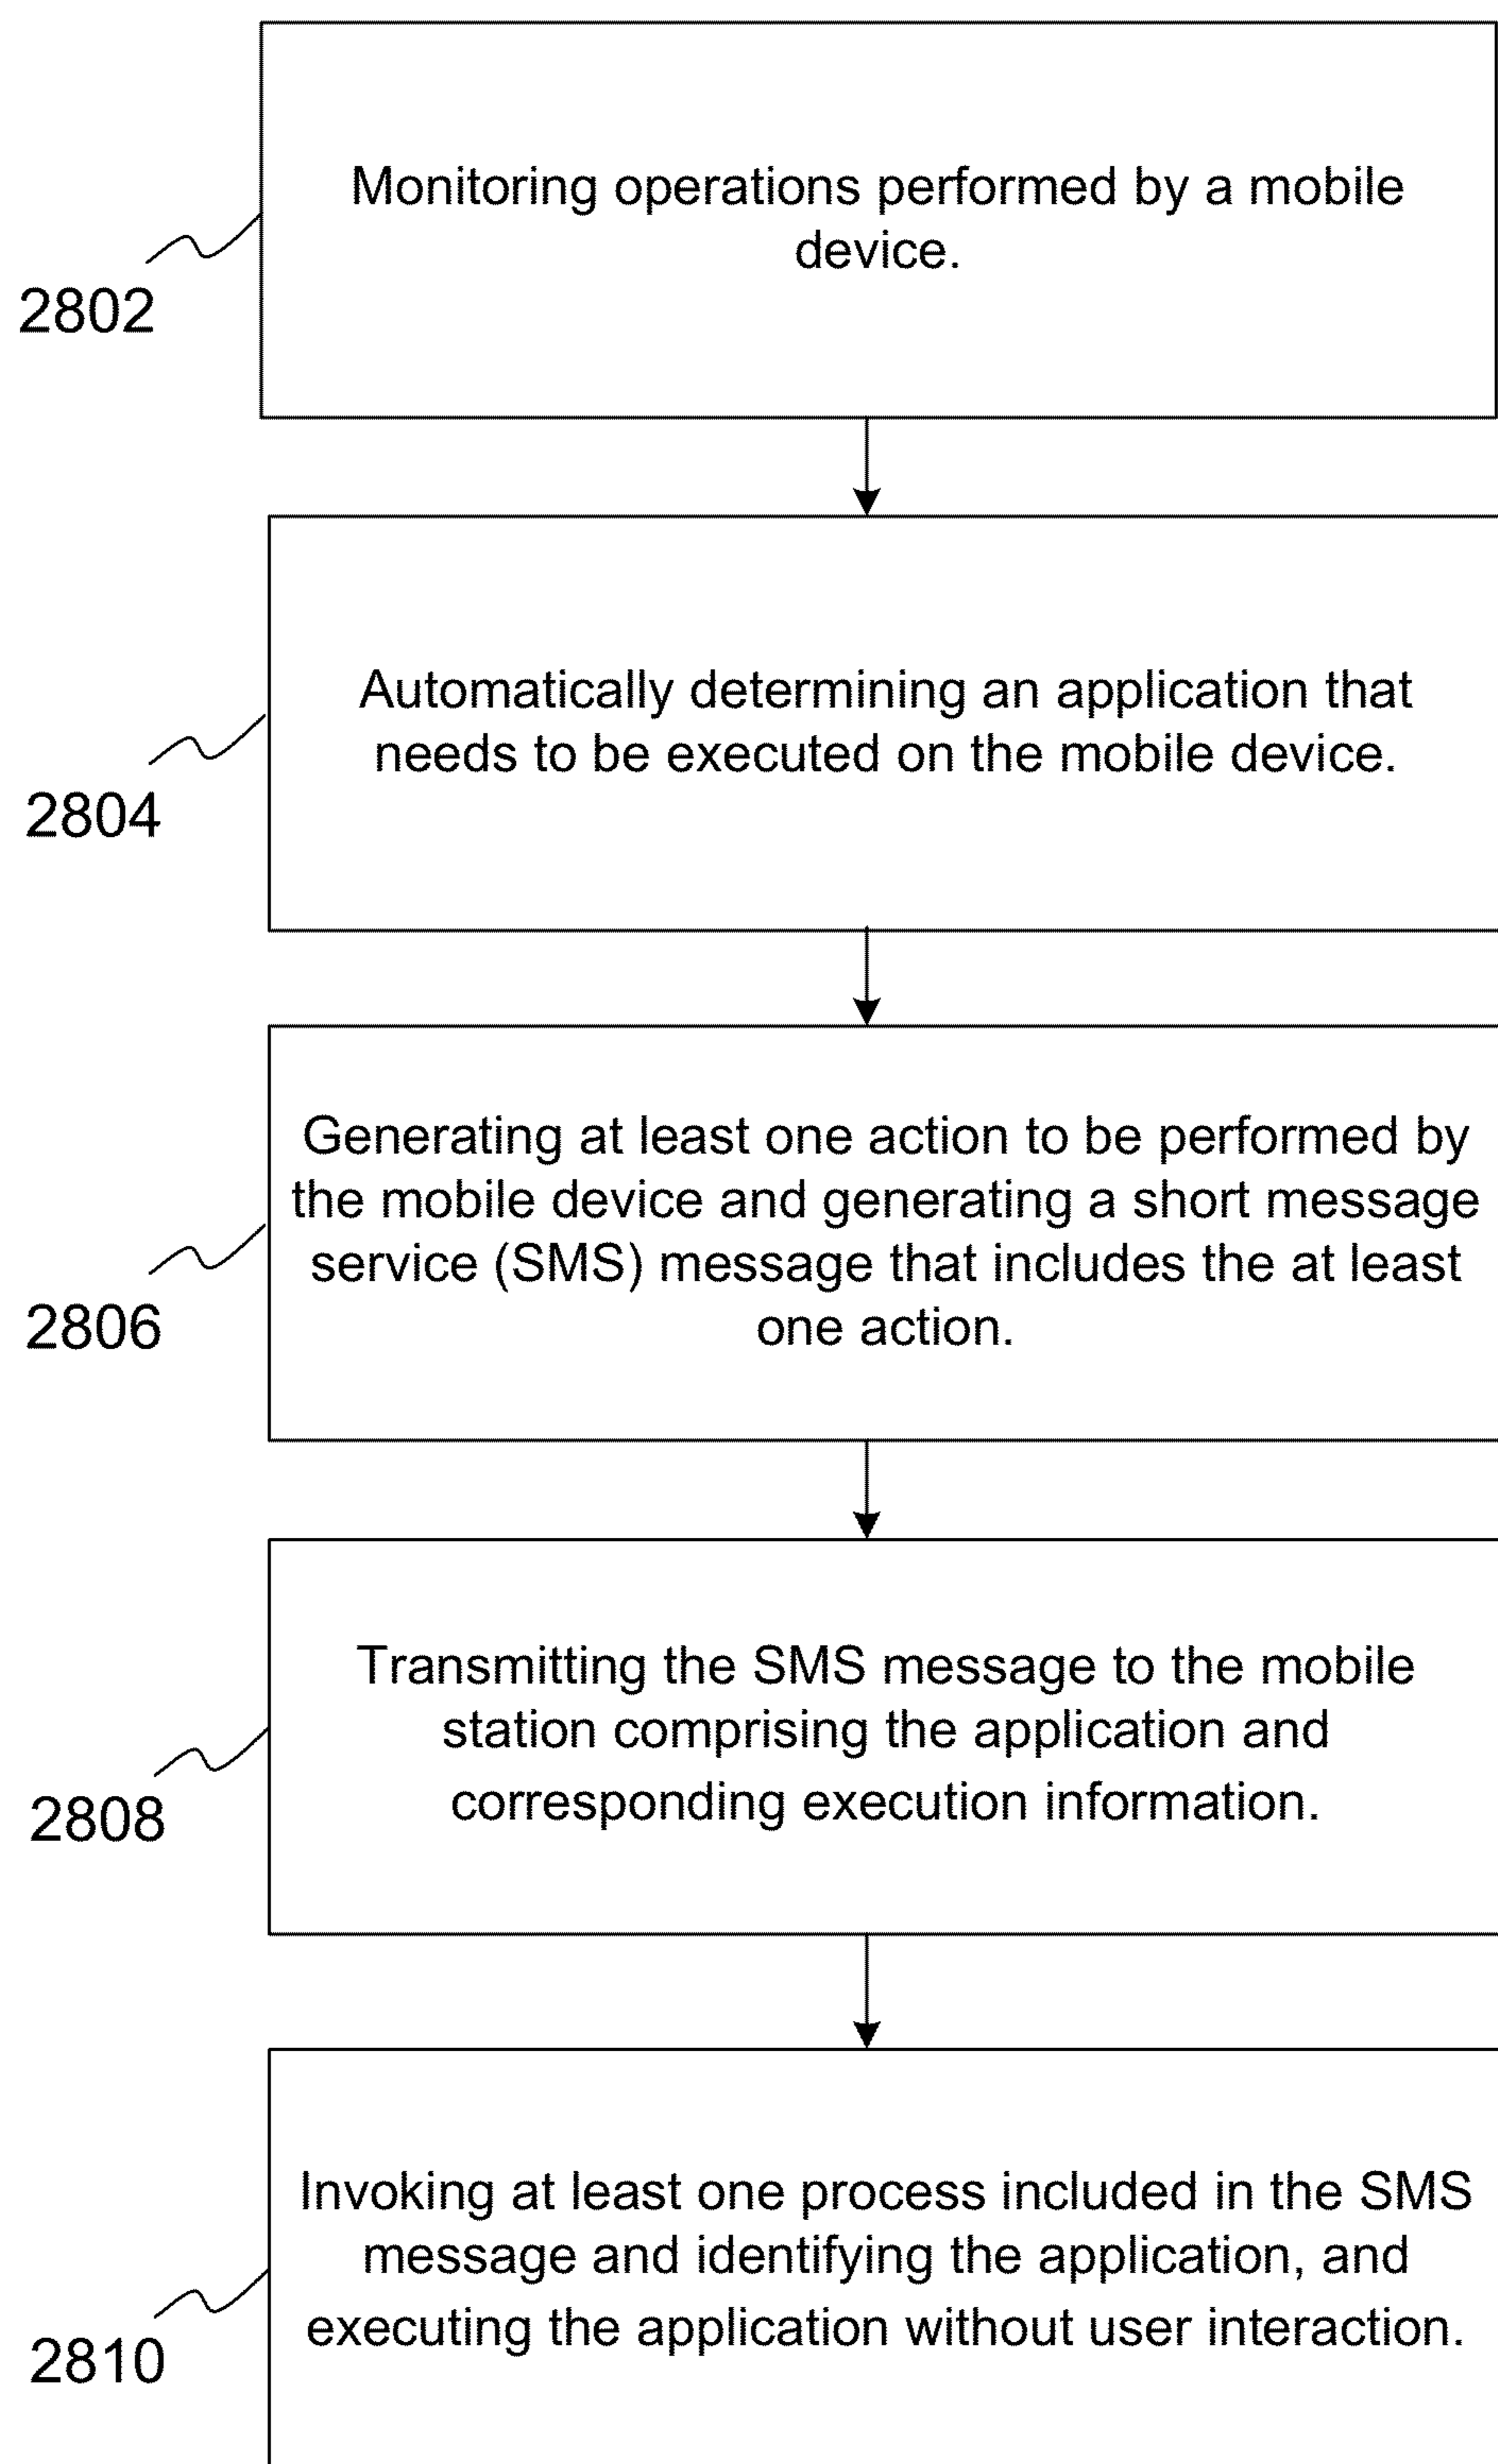 Monitoring operations performed by a mobile
device.
2802
Automatically determining an application that
needs to be executed on the mobile device.
2804
Generating at least one action to be performed by
the mobile device and generating a short message
service (SMS) message that includes the at least
one action.
2806
Transmitting the SMS message to the mobile
station comprising the application and
corresponding execution information.
2808
Invoking at least one process included in the SMS
message and identifying the application, and
executing the application without user interaction.
2810